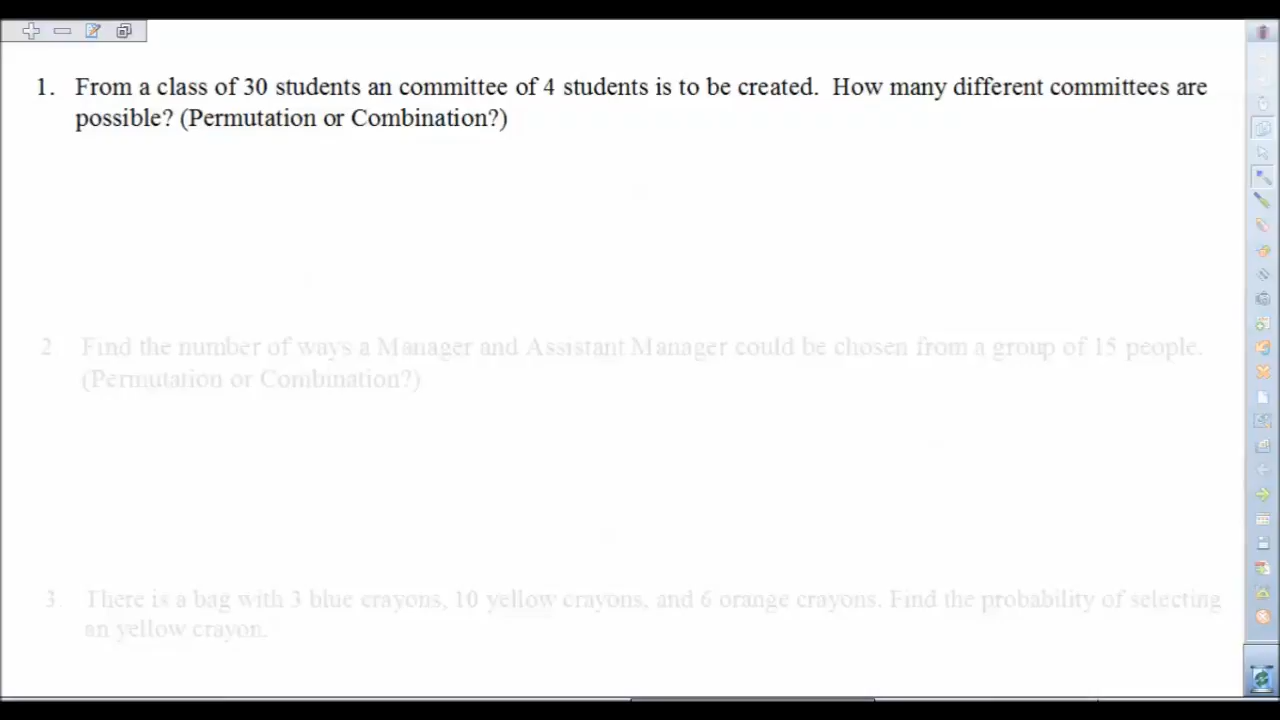 1. From a class of 30 students an committee of 4 students is to be created. How many different committees are
possible? (Permutation or Combination?)
2. Find the number of ways a Manager and Assistant Manager could be chosen from a group of 15 people.
(Permutation or Combination?)
3. There is a bag with 3 blue crayons, 10 yellow crayons, and 6 orange crayons. Find the probability of selecting
an yellow crayon.